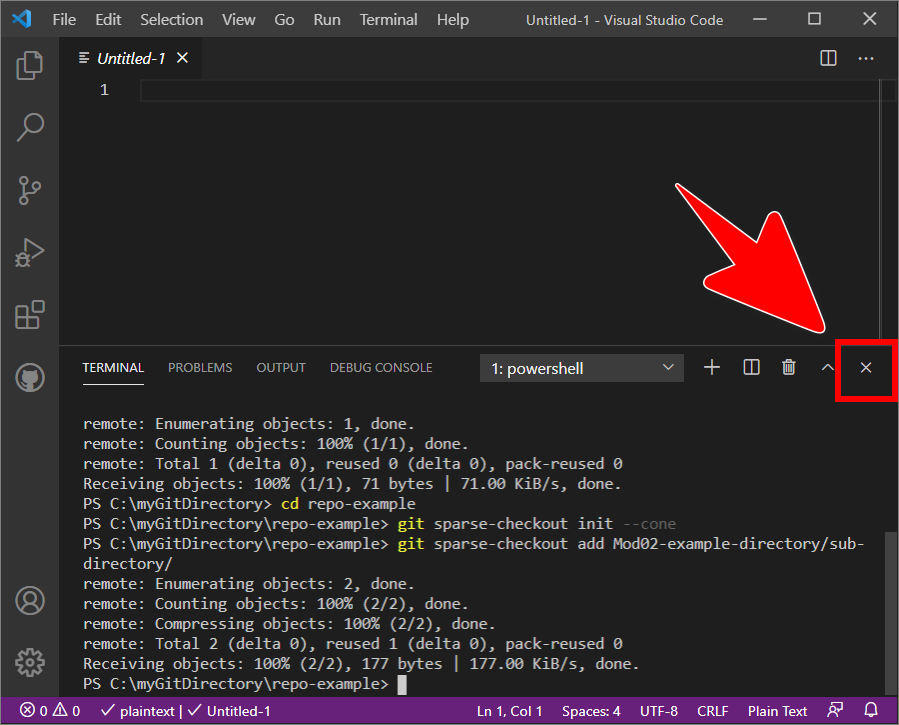 File Edit Selection View Go Run Terminal Help Untitled-1 - Visual Studio Code
Untitled-1
1
TERMINAL PROBLEMS OUTPUT DEBUG CONSOLE 1: powershell
remote: Enumerating objects: 1, done.
remote: Counting objects: 100% (1/1), done.
remote: Total 1 (delta 0), reused 0 (delta 0), pack-reused 0
Receiving objects: 100% (1/1), 71 bytes | 71.00 KiB/s, done.
PS C:\myGitDirectory> cd repo-example
PS C:\myGitDirectory\repo-example> git sparse-checkout init --cone
PS C:\myGitDirectory\repo-example> git sparse-checkout add Mod02-example-directory/sub-
directory/
remote: Enumerating objects: 2, done.
remote: Counting objects: 100% (2/2), done.
remote: Compressing objects: 100% (2/2), done.
remote: Total 2 (delta 0), reused 1 (delta 0), pack-reused 0
Receiving objects: 100% (2/2), 177 bytes | 177.00 KiB/s, done.
PS C:\myGitDirectory\repo-example>
0 0 plaintext | Untitled-1 Ln 1, Col 1 Spaces: 4 UTF-8 CRLF Plain Text